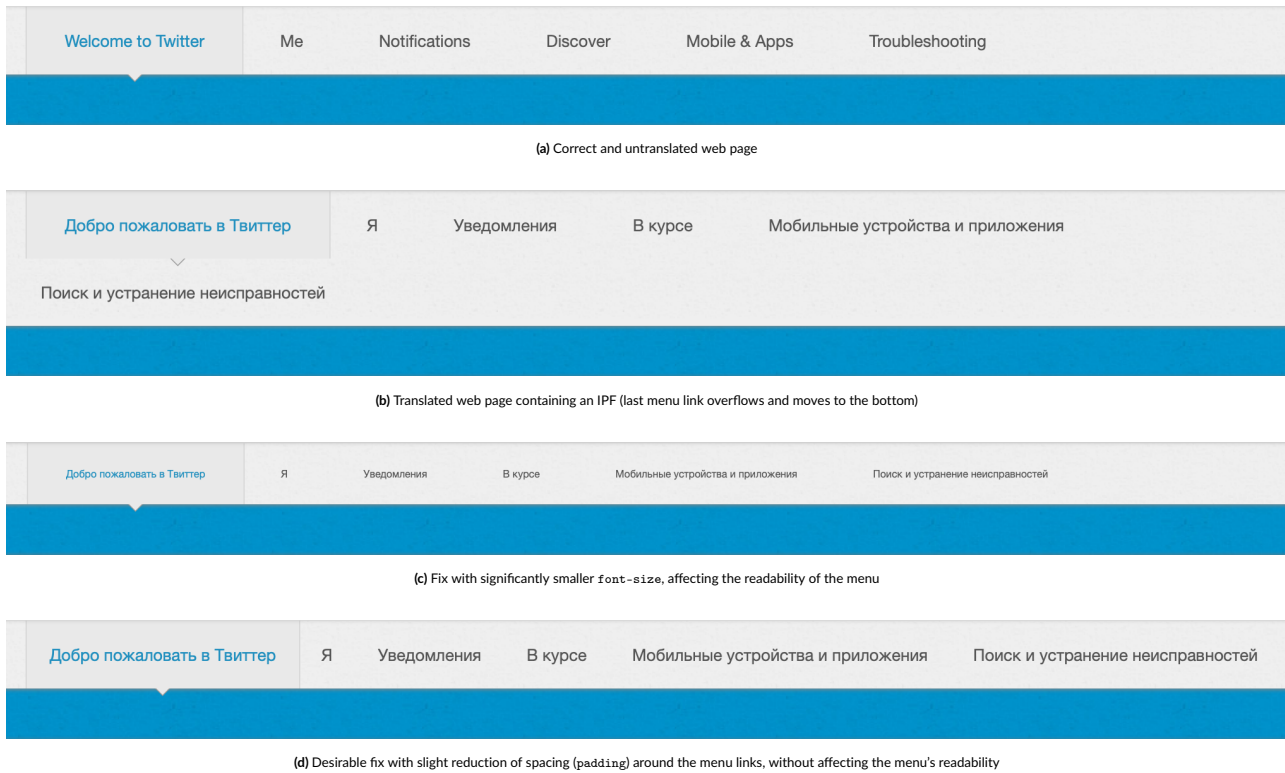 Welcome to Twitter Me Notifications Discover Mobile & Apps Troubleshooting
(a) Correct and untranslated web page
Добро пожаловать в Твиттер Я Уведомления В курсе Мобильные устройства и приложения
Поиск и устранение неисправностей
(b) Translated web page containing an IPF (last menu link overflows and moves to the bottom)
Добро пожаловать в Твиттер Я Уведомления В курсе Мобильные устройства и приложения Поиск и устранение неисправностей
(c) Fix with significantly smaller font-size, affecting the readability of the menu
Добро пожаловать в Твиттер Я Уведомления В курсе Мобильные устройства и приложения Поиск и устранение неисправностей
(d) Desirable fix with slight reduction of spacing (padding) around the menu links, without affecting the menu's readability